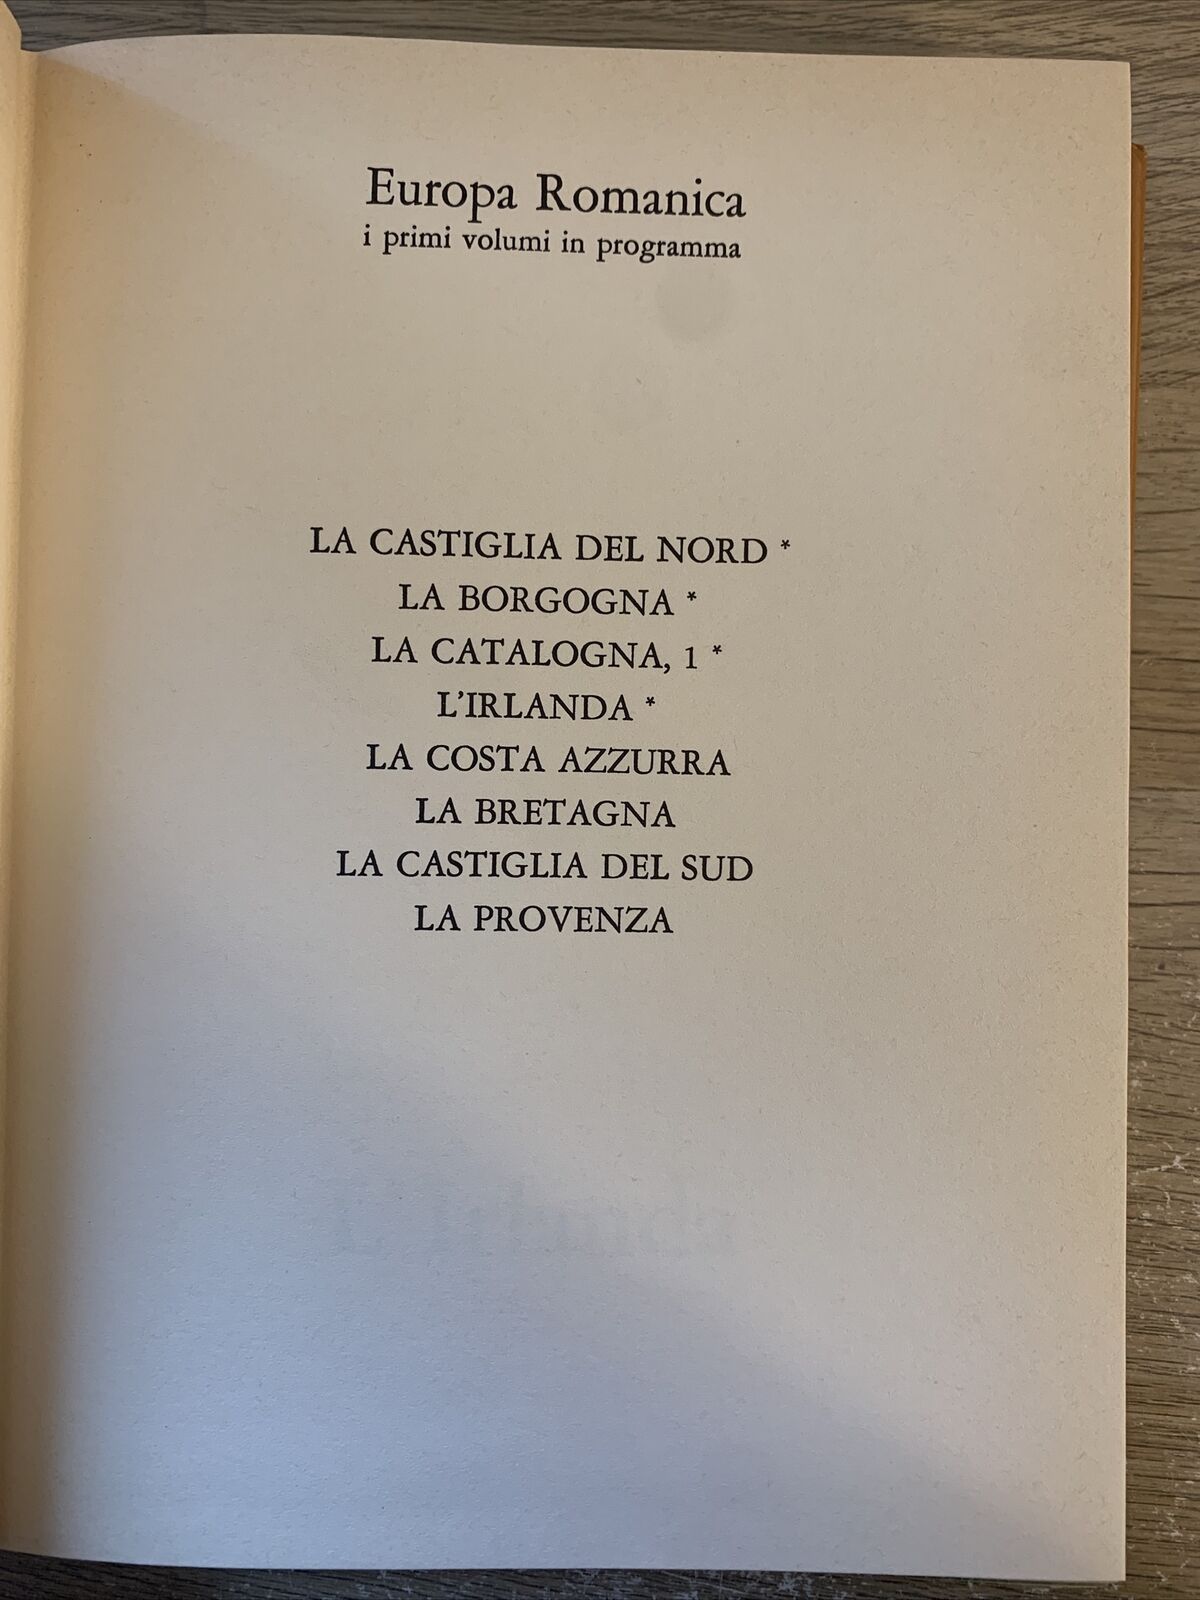 Europa Romanica
i primi volumi in programma
LA CASTIGLIA DEL NORD *
LA BORGOGNA *
LA CATALOGNA, 1 *
L'IRLANDA *
LA COSTA AZZURRA
LA BRETAGNA
LA CASTIGLIA DEL SUD
LA PROVENZA